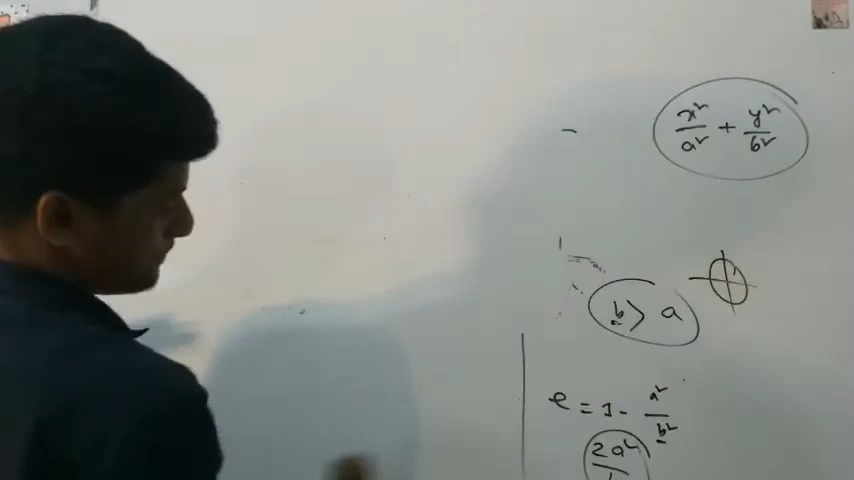 x²/a² + y²/b²
b > a
e = 1 - a²/b²
2a²